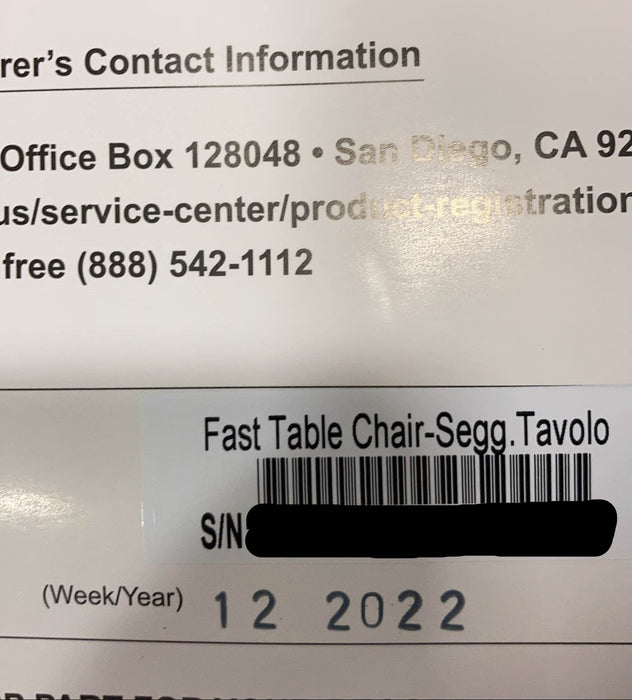 rer's Contact Information
Office Box 128048 • San Diego, CA 92
us/service-center/product-registration
free (888) 542-1112
Fast Table Chair-Segg.Tavolo
S/N
(Week/Year) 12 2022